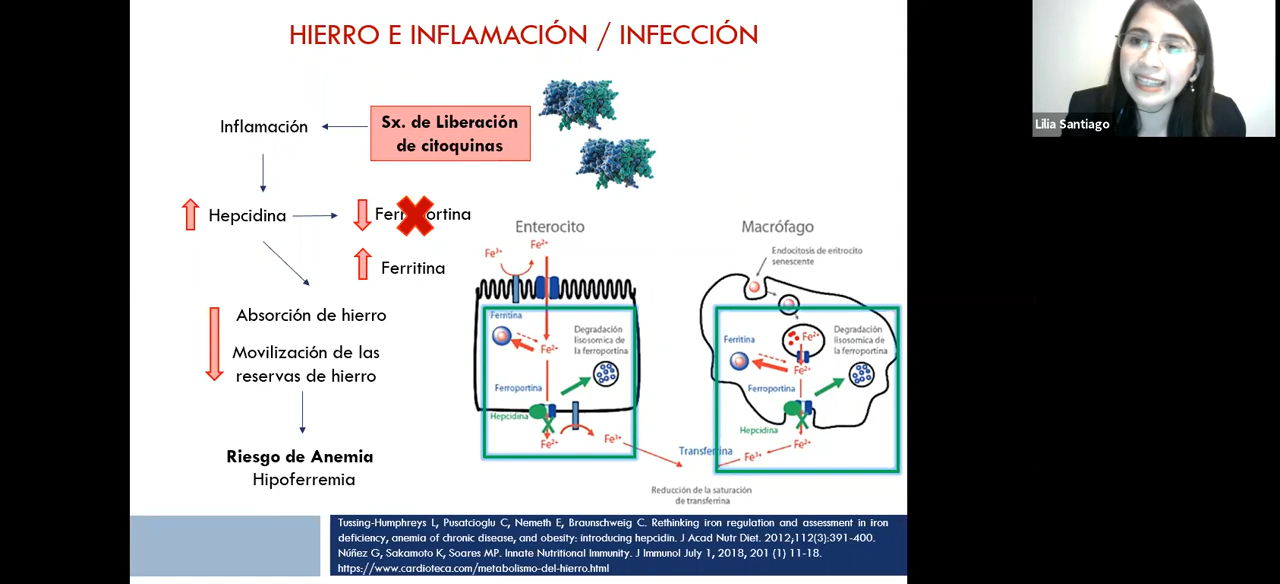 HIERRO E INFLAMACIÓN / INFECCIÓN
Lilia Santiago
Inflamación
Sx. de Liberación
de citoquinas
Hepcidina
Ferroportina
Ferritina
Absorción de hierro
Movilización de las
reservas de hierro
Riesgo de Anemia
Hipoferremia
Enterocito
Fe³⁺
Fe²⁺
Ferritina
Degradación
lisosomica de
la ferroportina
Fe²⁺
Ferroportina
Hepcidina
Fe²⁺
Fe³⁺
Macrófago
Endocitosis de eritrocito
senescente
Fe²⁺
Ferritina
Degradación
lisosomica de
la ferroportina
Fe²⁺
Ferroportina
Hepcidina
Fe²⁺
Transferrina
Fe³⁺
Reducción de la saturación
de transferrina
Tussing-Humphreys L, Pusatcioglu C, Nemeth E, Braunschweig C. Rethinking iron regulation and assessment in iron
deficiency, anemia of chronic disease, and obesity: introducing hepcidin. J Acad Nutr Diet. 2012;112(3):391-400.
Núñez G, Sakamoto K, Soares MP. Innate Nutritional Immunity. J Immunol July 1, 2018, 201 (1) 11-18.
https://www.cardioteca.com/metabolismo-del-hierro.html